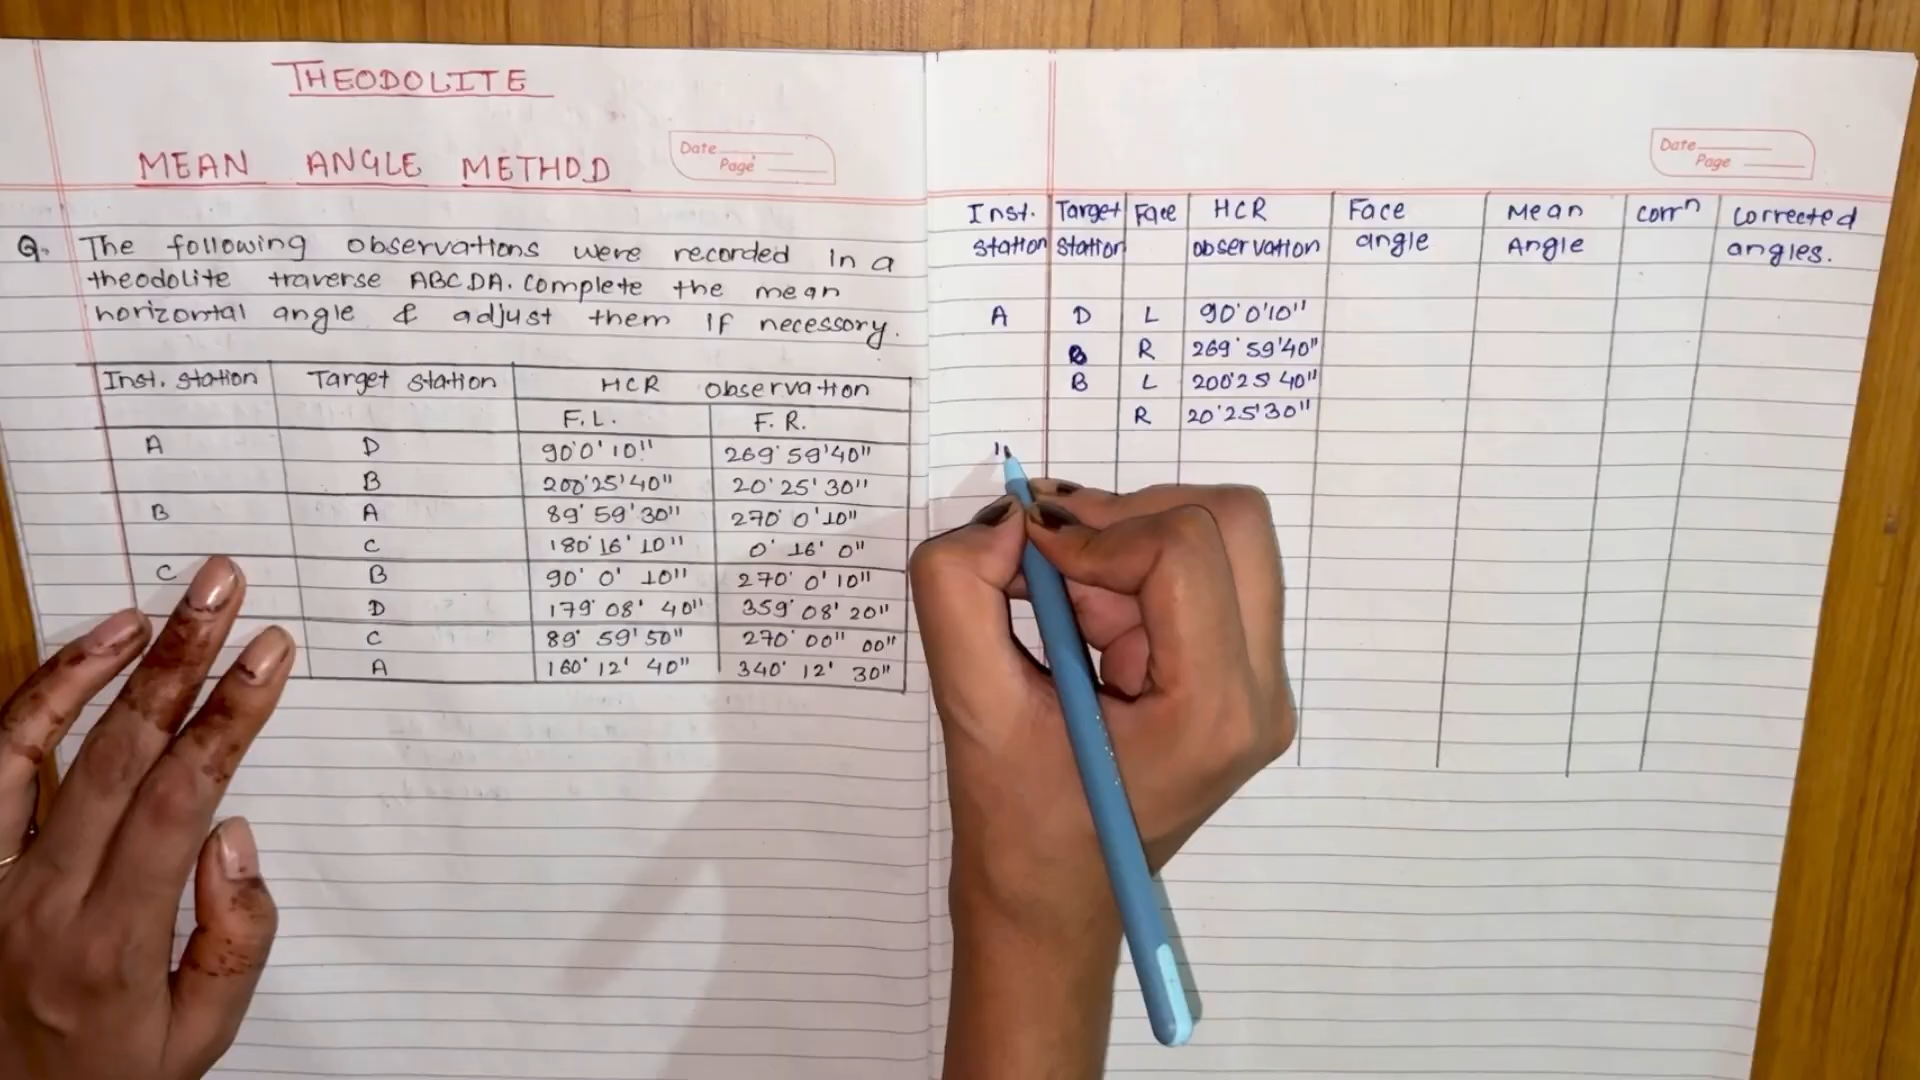 THEODOLITE
MEAN ANGLE METHOD
Date
Page
Q. The following observations were recorded in a
theodolite traverse ABCDA. Complete the mean
horizontal angle & adjust them if necessary.
Inst. station Target station HCR observation
F.L. F.R.
A D 90°0'10" 269°59'40"
B 200°25'40" 20°25'30"
B A 89°59'30" 270°0'10"
C 180°16'10" 0°16'0"
C B 90°0'10" 270°0'10"
D 179°08'40" 359°08'20"
C 89°59'50" 270°00"00"
A 160°12'40" 340°12'30"
Date
Page
Inst. Target Face HCR Face Mean corrⁿ corrected
station station observation angle Angle angles.
A D L 90°0'10"
B R 269°59'40"
B L 200°25'40"
R 20°25'30"